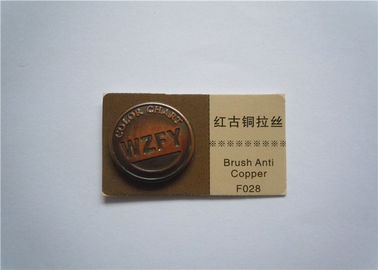 COLOR CHART
WZFY
红古铜拉丝
※※※※※※※※※※
Brush Anti
Copper
F028